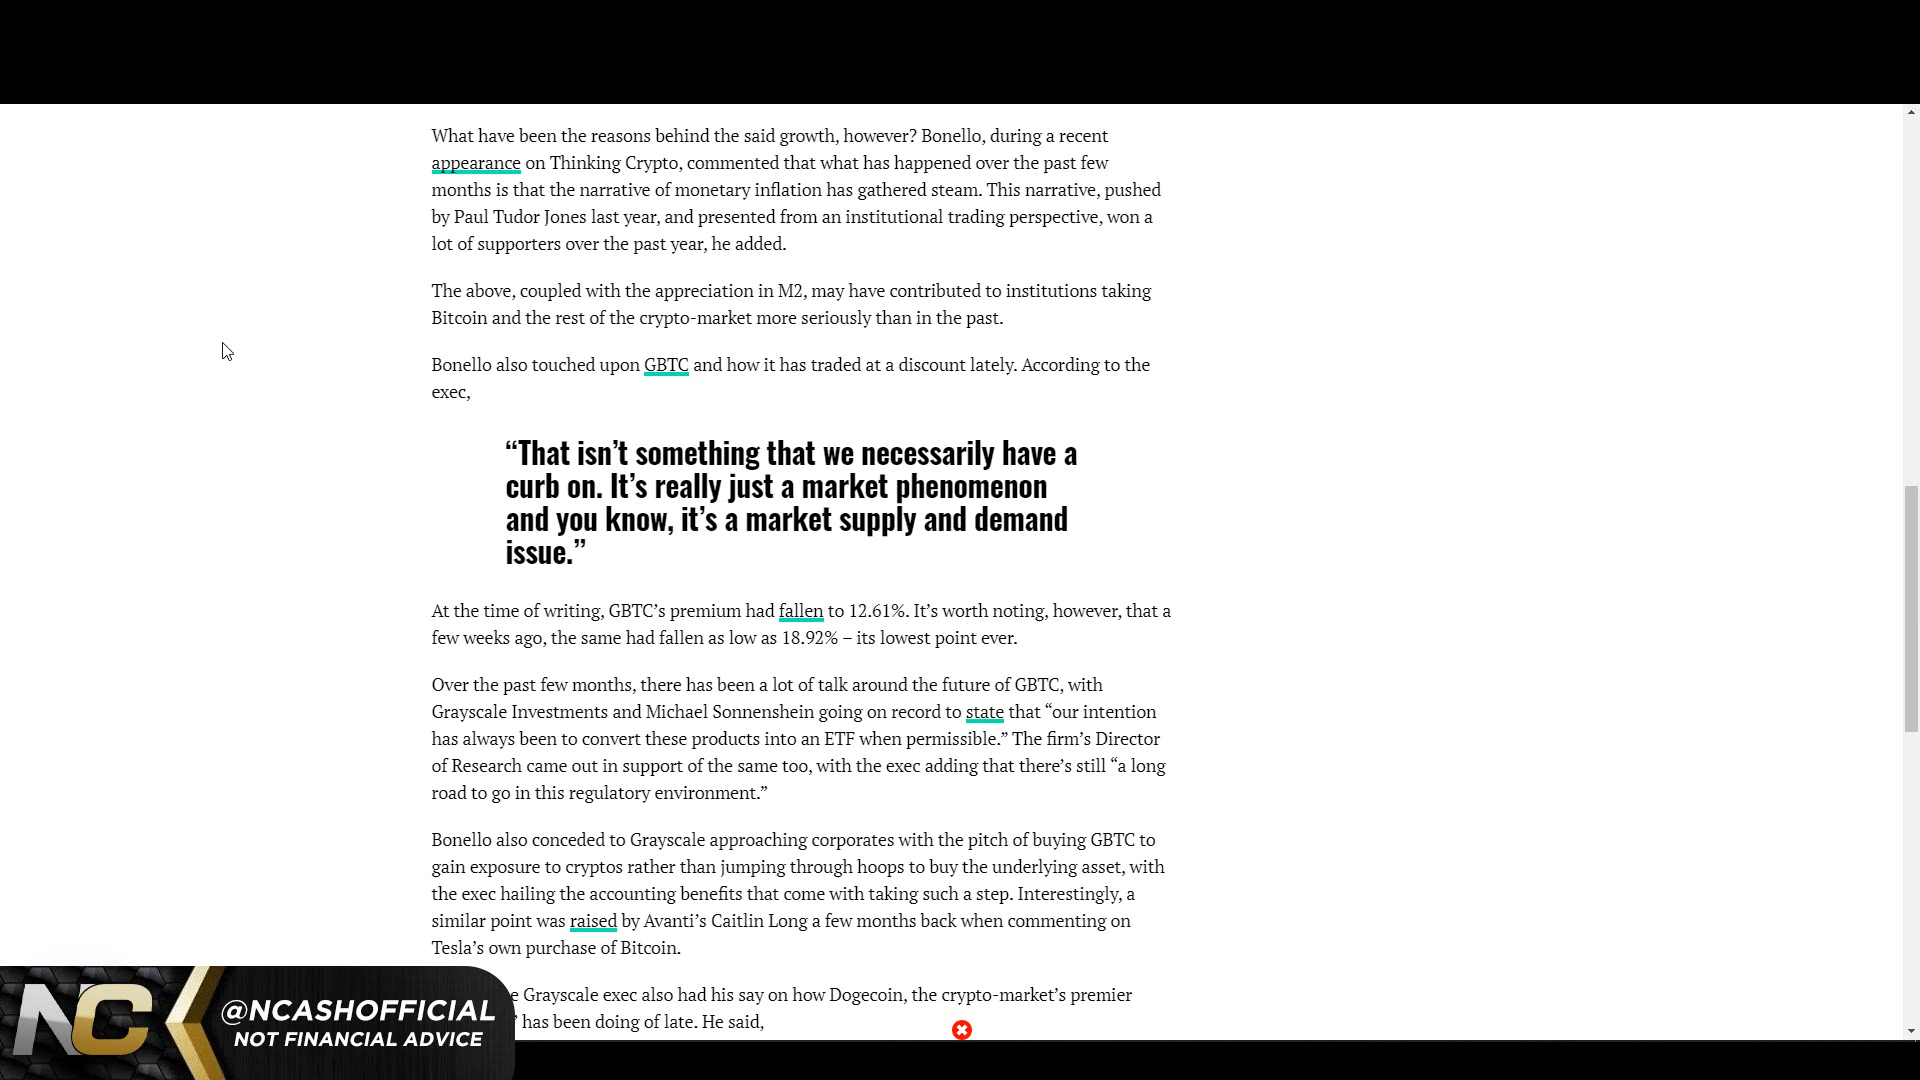 What have been the reasons behind the said growth, however? Bonello, during a recent
appearance on Thinking Crypto, commented that what has happened over the past few
months is that the narrative of monetary inflation has gathered steam. This narrative, pushed
by Paul Tudor Jones last year, and presented from an institutional trading perspective, won a
lot of supporters over the past year, he added.
The above, coupled with the appreciation in M2, may have contributed to institutions taking
Bitcoin and the rest of the crypto-market more seriously than in the past.
Bonello also touched upon GBTC and how it has traded at a discount lately. According to the
exec,
“That isn’t something that we necessarily have a
curb on. It’s really just a market phenomenon
and you know, it’s a market supply and demand
issue.”
At the time of writing, GBTC’s premium had fallen to 12.61%. It’s worth noting, however, that a
few weeks ago, the same had fallen as low as 18.92% – its lowest point ever.
Over the past few months, there has been a lot of talk around the future of GBTC, with
Grayscale Investments and Michael Sonnenshein going on record to state that “our intention
has always been to convert these products into an ETF when permissible.” The firm’s Director
of Research came out in support of the same too, with the exec adding that there’s still “a long
road to go in this regulatory environment.”
Bonello also conceded to Grayscale approaching corporates with the pitch of buying GBTC to
gain exposure to cryptos rather than jumping through hoops to buy the underlying asset, with
the exec hailing the accounting benefits that come with taking such a step. Interestingly, a
similar point was raised by Avanti’s Caitlin Long a few months back when commenting on
Tesla’s own purchase of Bitcoin.
e Grayscale exec also had his say on how Dogecoin, the crypto-market’s premier
’ has been doing of late. He said,
NC
@NCASHOFFICIAL
NOT FINANCIAL ADVICE